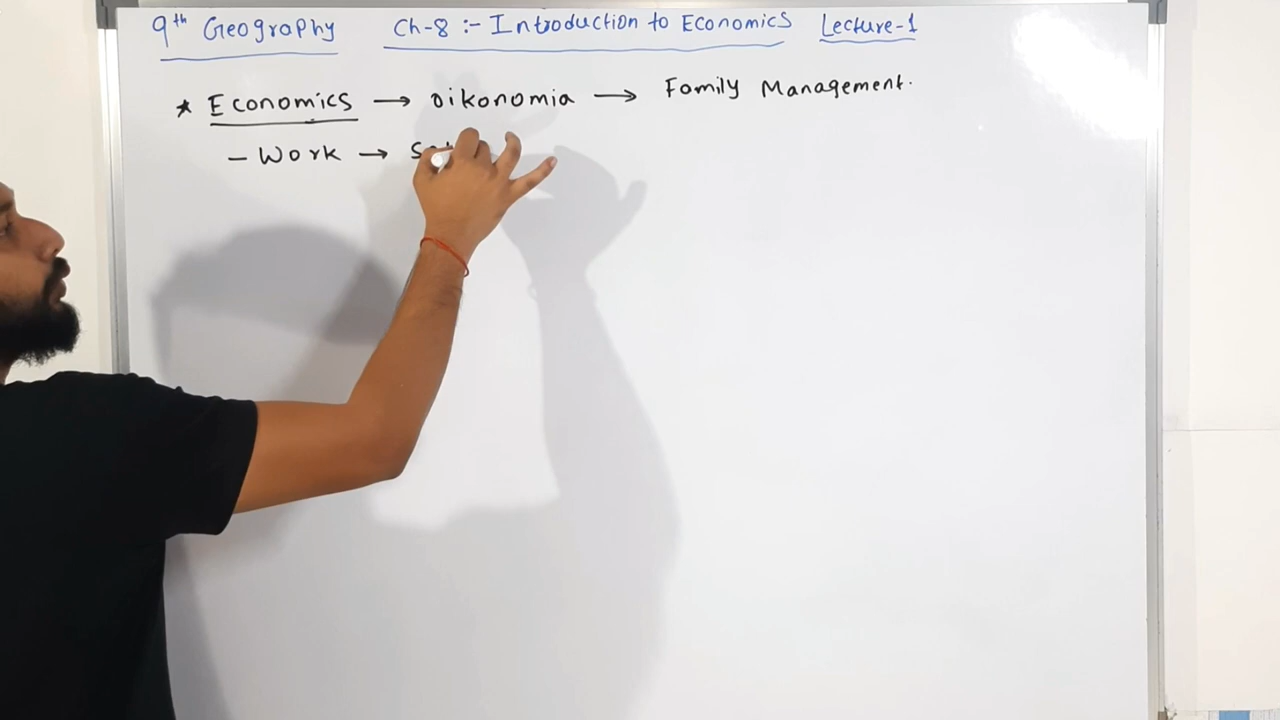 9th Geography Ch-8 :- Introduction to Economics Lecture-1
* Economics → Oikonomia → Family Management.
- Work →